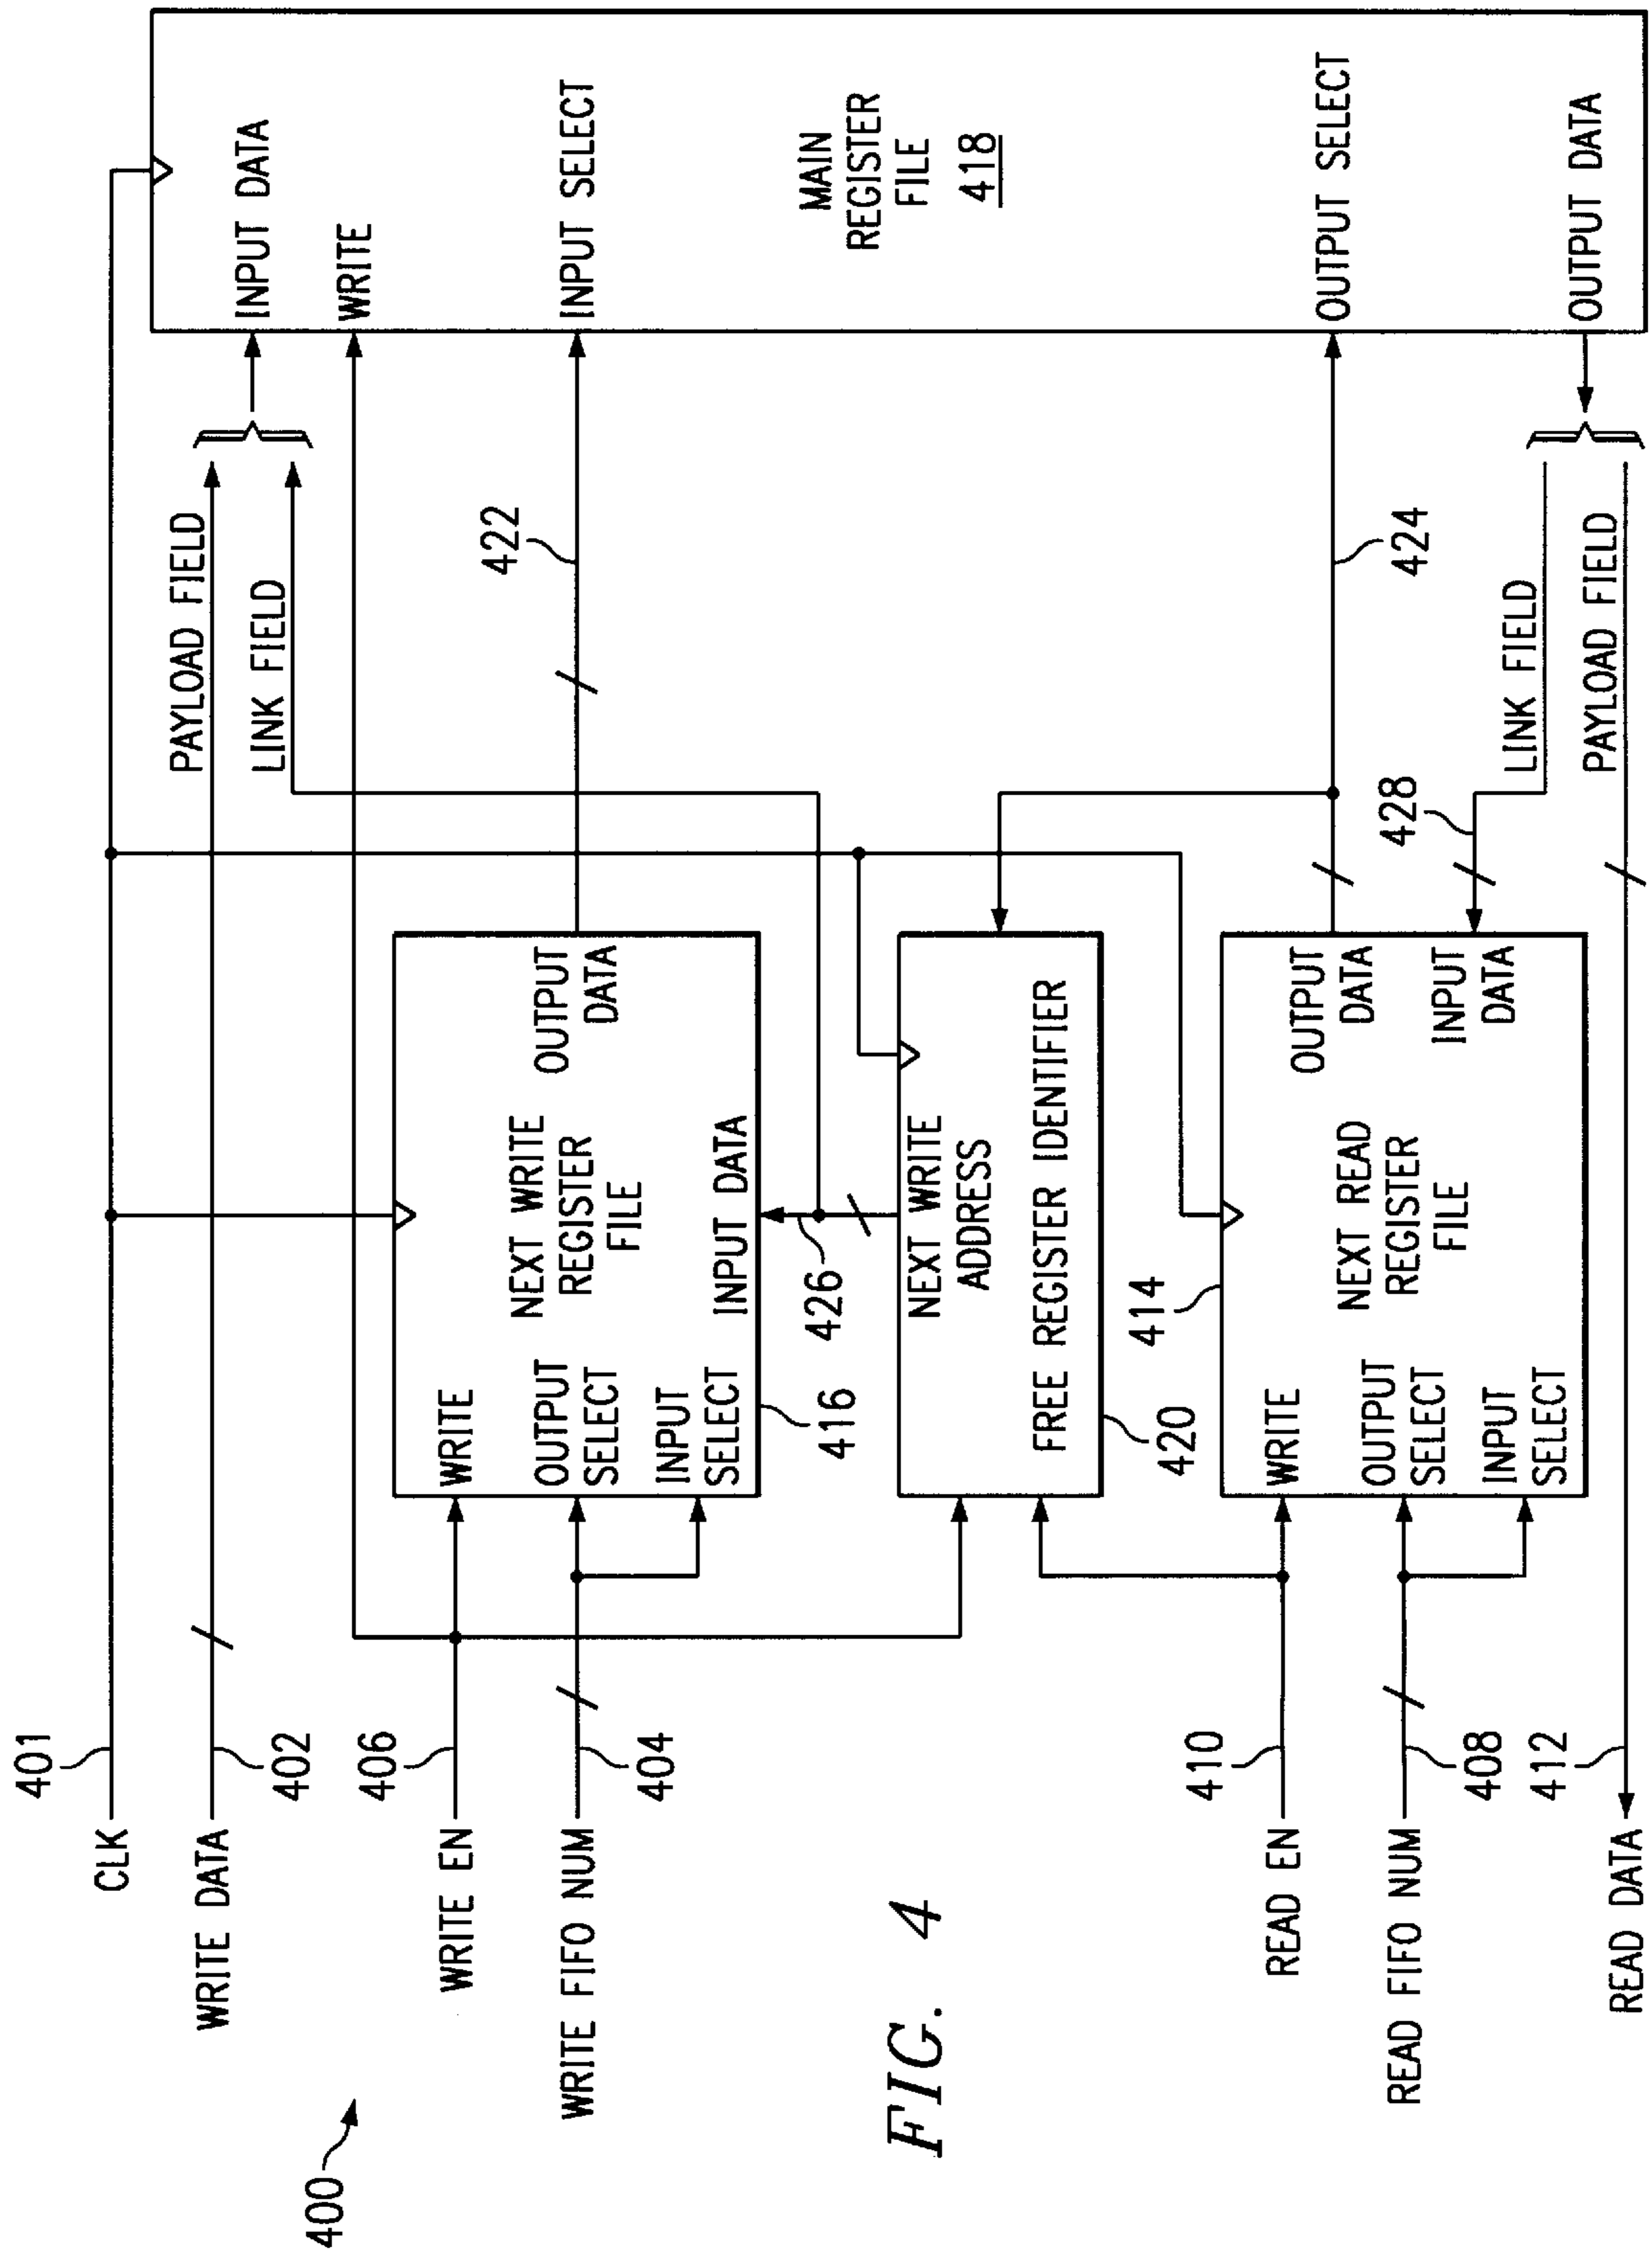 400
CLK
401
WRITE DATA
402
WRITE EN
406
WRITE FIFO NUM
404
READ EN
410
READ FIFO NUM
408
READ DATA
412
WRITE
OUTPUT
SELECT
INPUT
SELECT
NEXT WRITE
REGISTER
FILE
OUTPUT
DATA
INPUT DATA
416
426
NEXT WRITE
ADDRESS
FREE REGISTER IDENTIFIER
420
414
WRITE
OUTPUT
SELECT
INPUT
SELECT
NEXT READ
REGISTER
FILE
OUTPUT
DATA
INPUT
DATA
PAYLOAD FIELD
LINK FIELD
422
424
428
LINK FIELD
PAYLOAD FIELD
INPUT DATA
WRITE
INPUT SELECT
MAIN
REGISTER
FILE
418
OUTPUT SELECT
OUTPUT DATA
FIG. 4